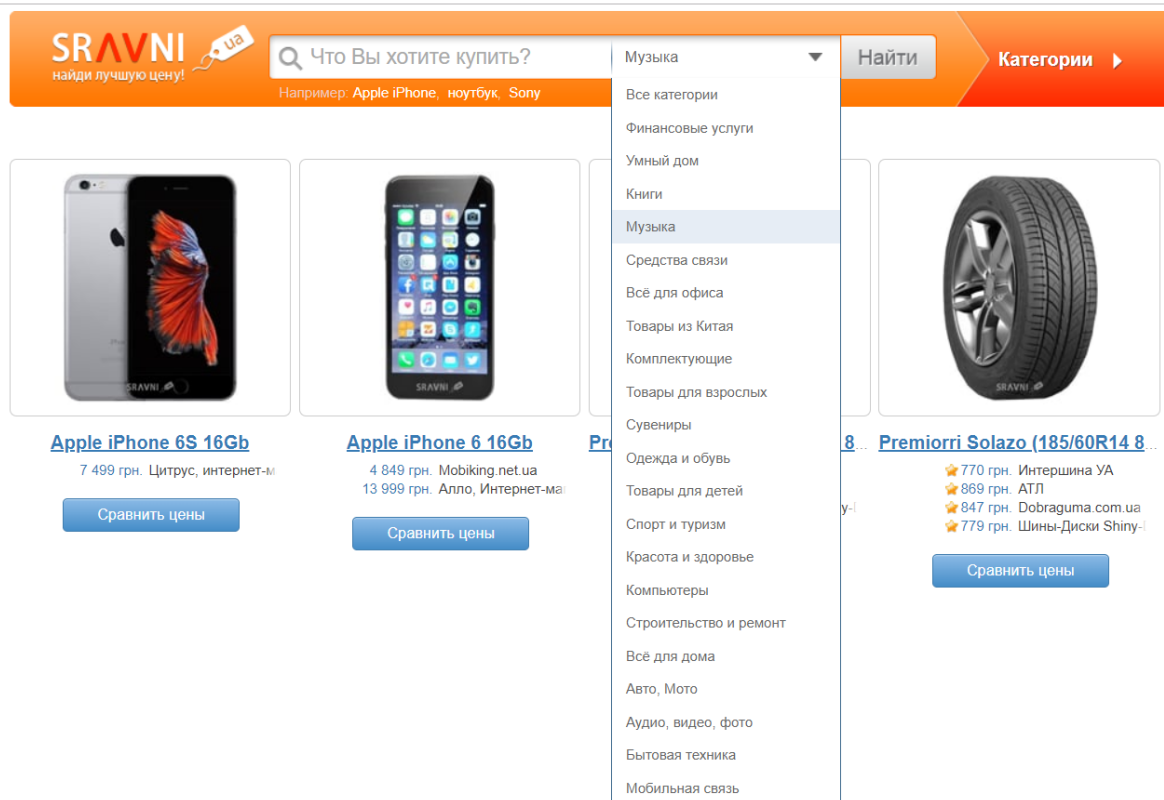 SRAVNI ua
найди лучшую цену!
Что Вы хотите купить?
Музыка
Найти
Категории
Например: Apple iPhone, ноутбук, Sony
Все категории
Финансовые услуги
Умный дом
Книги
Музыка
Средства связи
Всё для офиса
Товары из Китая
Комплектующие
Товары для взрослых
Сувениры
Одежда и обувь
Товары для детей
Спорт и туризм
Красота и здоровье
Компьютеры
Строительство и ремонт
Всё для дома
Авто, Мото
Аудио, видео, фото
Бытовая техника
Мобильная связь
SRAVNI
Apple iPhone 6S 16Gb
7 499 грн. Цитрус, интернет-м
Сравнить цены
SRAVNI
Apple iPhone 6 16Gb
4 849 грн. Mobiking.net.ua
13 999 грн. Алло, Интернет-ма
Сравнить цены
Pr
8...
y-
SRAVNI
Premiorri Solazo (185/60R14 8...
770 грн. Интершина УА
869 грн. АТЛ
847 грн. Dobraguma.com.ua
779 грн. Шины-Диски Shiny-
Сравнить цены